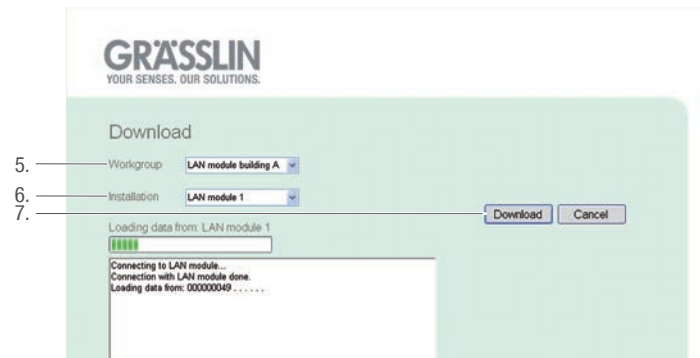 GRÄSSLIN
YOUR SENSES. OUR SOLUTIONS.
Download
5. Workgroup LAN module building A
6. Installation LAN module 1
7. Download Cancel
Loading data from: LAN module 1
Connecting to LAN module...
Connection with LAN module done.
Loading data from: 000000049 . . . . . .